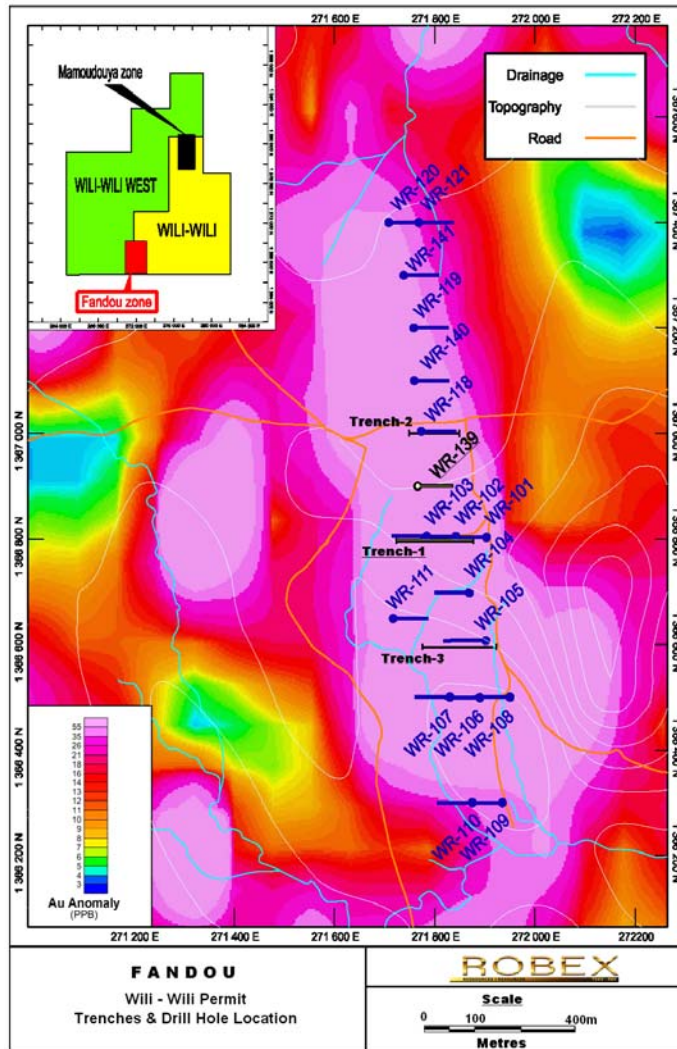 271 600 E 271 800 E 272 000 E 272 200 E
Mamoudouya zone
WILI-WILI WEST
WILI-WILI
Fandou zone
Drainage
Topography
Road
WR-120
WR-121
WR-141
WR-119
WR-140
WR-118
Trench-2
WR-139
WR-103
WR-102
WR-101
WR-104
Trench-1
WR-111
WR-105
Trench-3
WR-107
WR-106
WR-108
WR-110
WR-109
1 367 000 N
1 366 800 N
1 366 600 N
1 366 400 N
1 366 200 N
55
35
26
21
18
16
14
13
12
11
10
9
8
7
6
5
4
3
Au Anomaly
(PPB)
271 200 E 271 400 E 271 600 E 271 800 E 272 000 E 272200 E
FANDOU
Wili - Wili Permit
Trenches & Drill Hole Location
ROBEX
Scale
0 100 400m
Metres